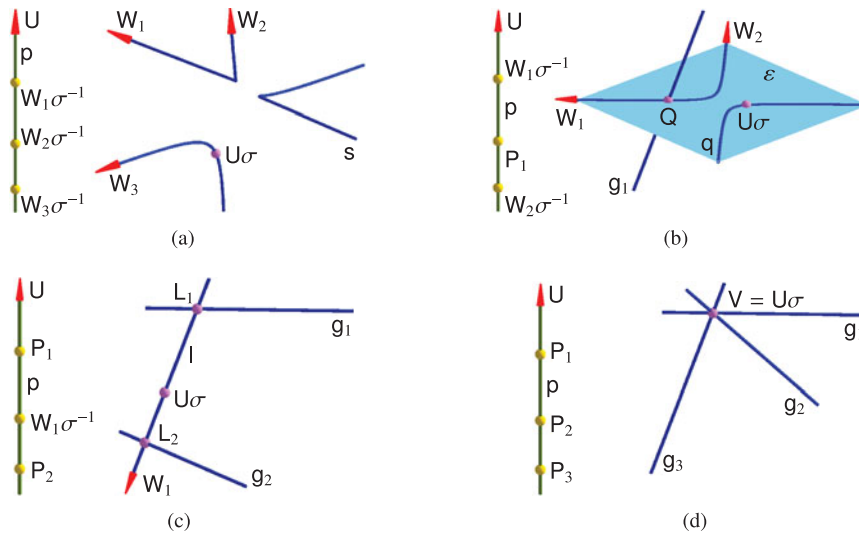 U
p
W₁σ⁻¹
W₂σ⁻¹
W₃σ⁻¹
W₁
W₂
W₃
Uσ
s
(a)
U
W₁σ⁻¹
p
P₁
W₂σ⁻¹
W₁
W₂
ε
Q
Uσ
q
g₁
(b)
U
P₁
p
W₁σ⁻¹
P₂
L₁
g₁
l
Uσ
L₂
W₁
g₂
(c)
U
P₁
p
P₂
P₃
V = Uσ
g₁
g₂
g₃
(d)